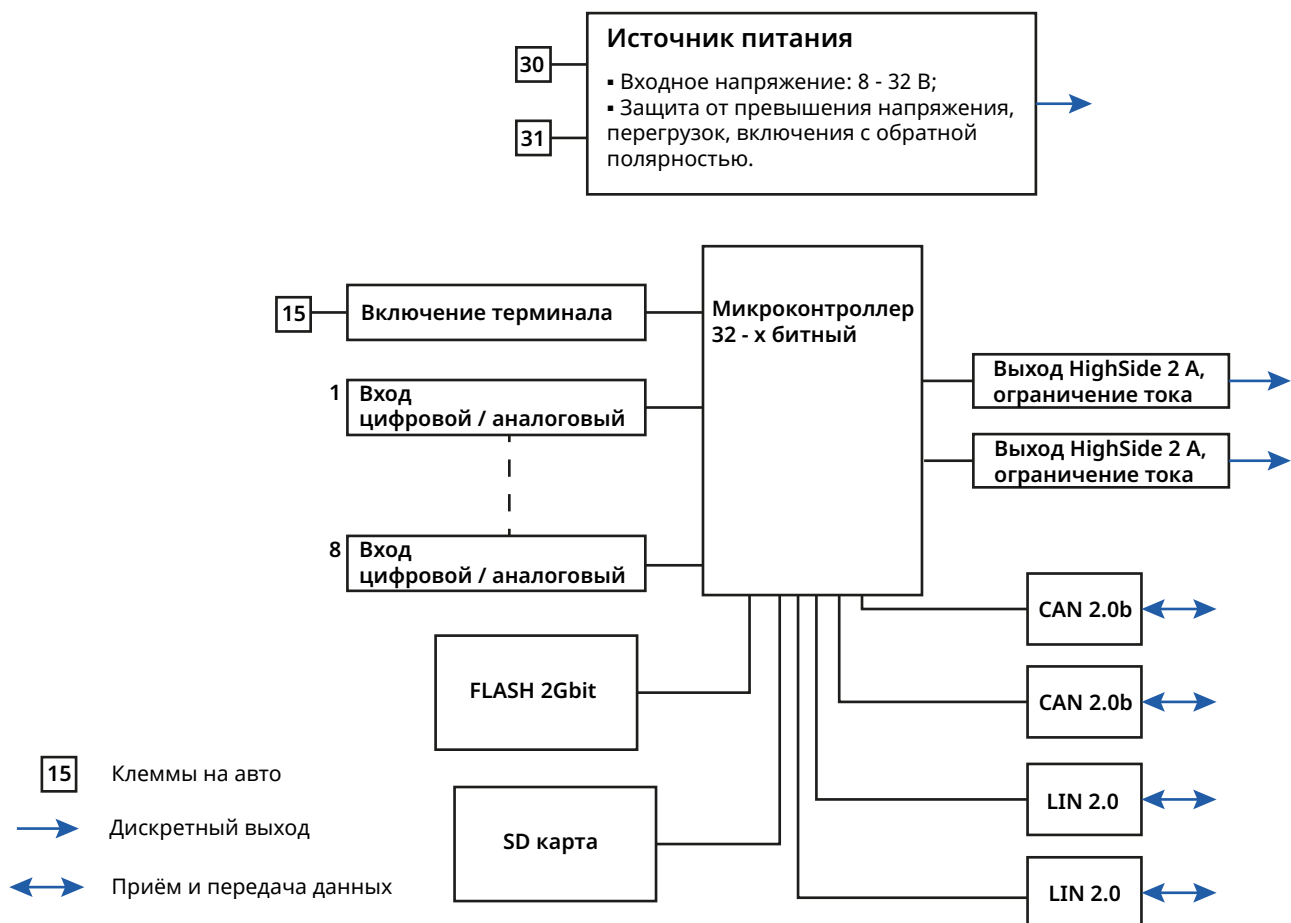 Источник питания
30
▪ Входное напряжение: 8 - 32 В;
▪ Защита от превышения напряжения,
перегрузок, включения с обратной
полярностью.
31
15
Включение терминала
Микроконтроллер
32 - х битный
1
Вход
цифровой / аналоговый
8
Вход
цифровой / аналоговый
Выход HighSide 2 А,
ограничение тока
Выход HighSide 2 А,
ограничение тока
CAN 2.0b
CAN 2.0b
LIN 2.0
LIN 2.0
FLASH 2Gbit
SD карта
15
Клеммы на авто
Дискретный выход
Приём и передача данных